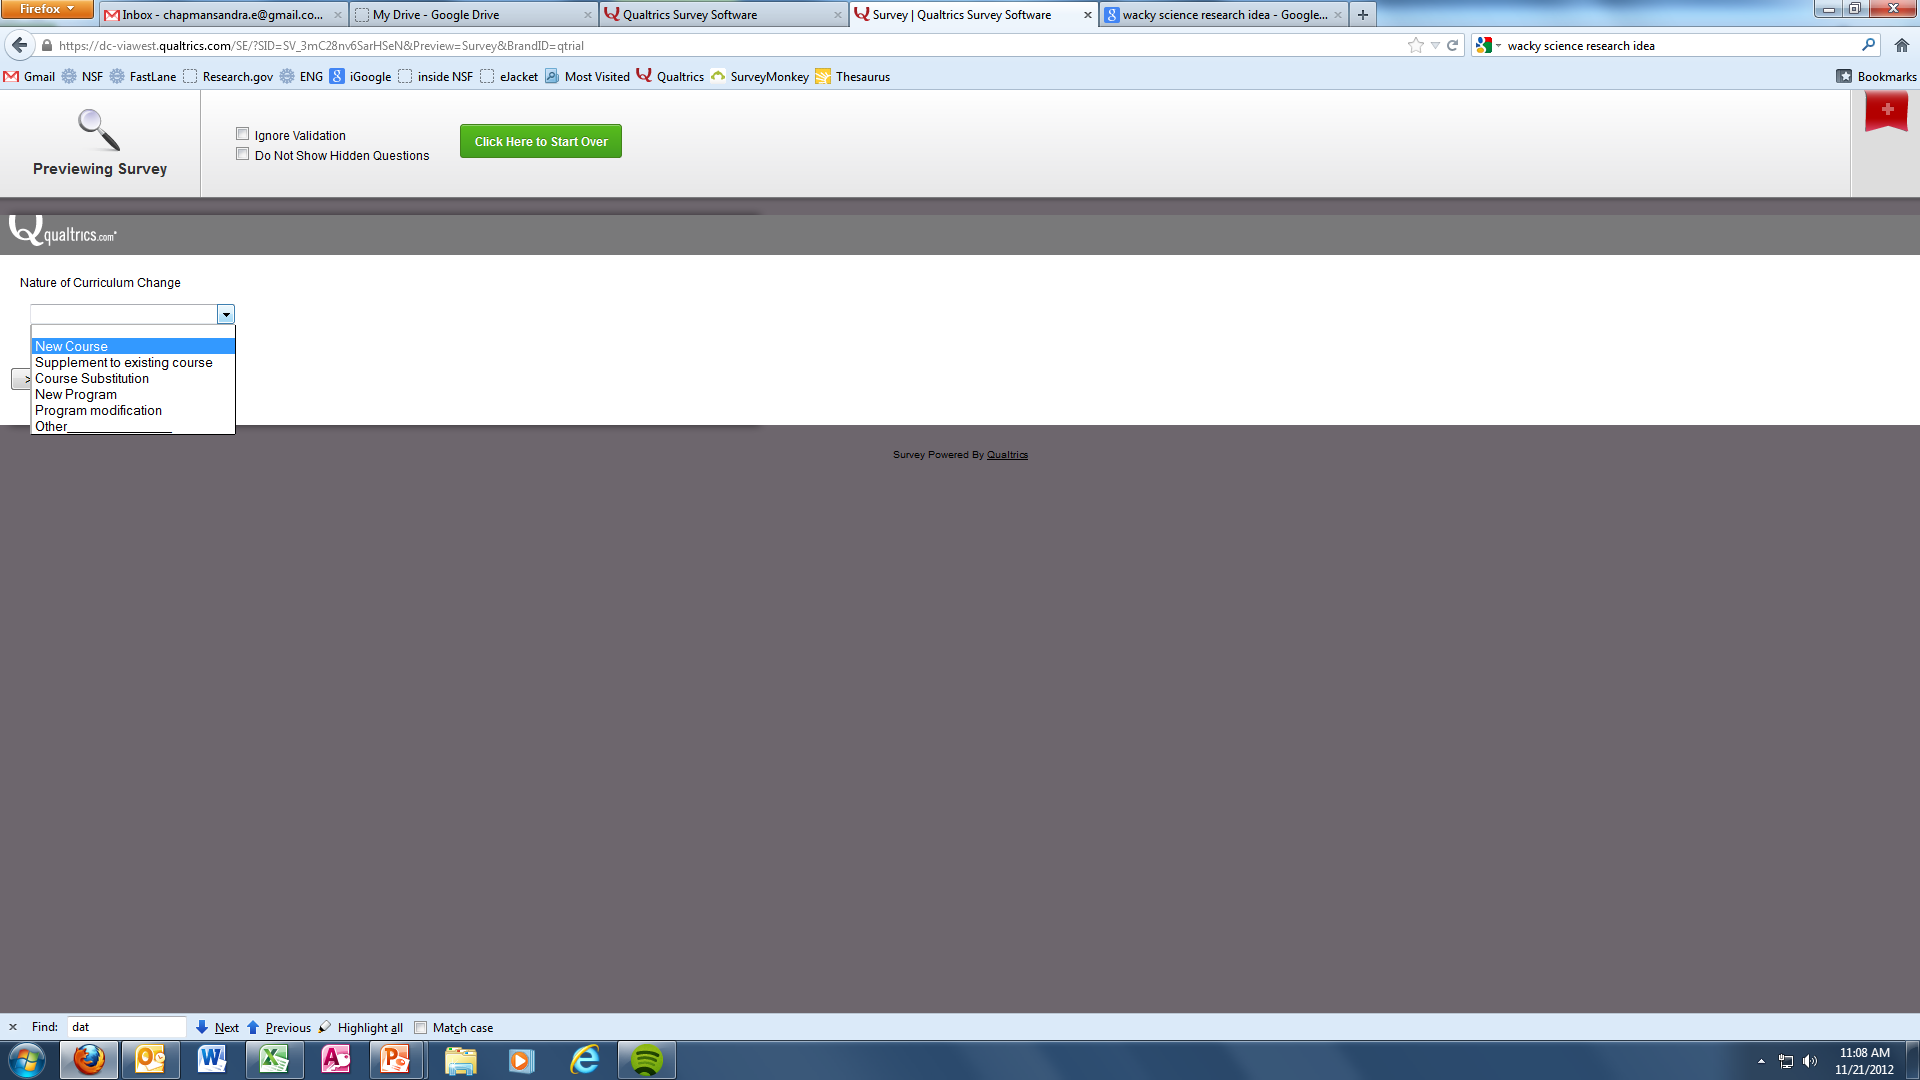 Firefox
Inbox - chapmansandra.e@gmail.co...
My Drive - Google Drive
Qualtrics Survey Software
Survey | Qualtrics Survey Software
wacky science research idea - Google...
https://dc-viawest.qualtrics.com/SE/?SID=SV_3mC28nv6SarHSeN&Preview=Survey&BrandID=qtrial
wacky science research idea
Gmail NSF FastLane Research.gov ENG iGoogle inside NSF eJacket Most Visited Qualtrics SurveyMonkey Thesaurus Bookmarks
Previewing Survey
Ignore Validation
Do Not Show Hidden Questions
Click Here to Start Over
qualtrics.com
Nature of Curriculum Change
New Course
Supplement to existing course
Course Substitution
New Program
Program modification
Other_______________
>
Survey Powered By Qualtrics
Find: dat Next Previous Highlight all Match case
11:08 AM
11/21/2012